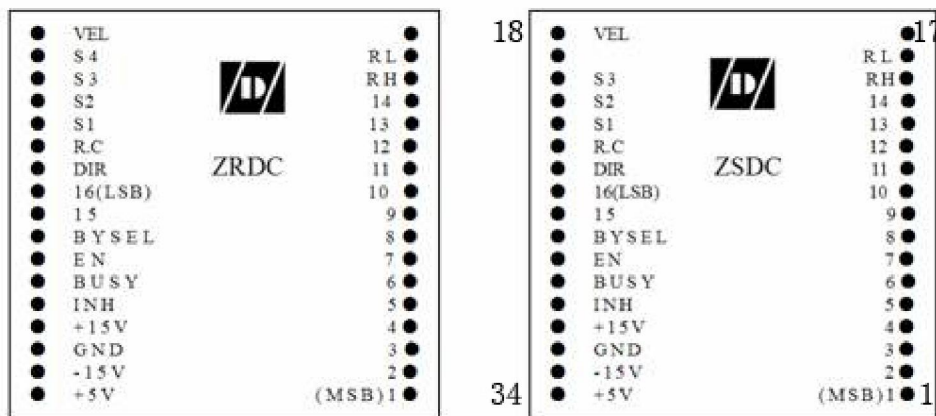 VEL 18 VEL 17
S4 RL RL
S3 RH S3 RH
S2 14 S2 14
S1 13 S1 13
R.C 12 R.C 12
DIR ZRDC 11 DIR ZSDC 11
16(LSB) 10 16(LSB) 10
15 9 15 9
BYSEL 8 BYSEL 8
EN 7 EN 7
BUSY 6 BUSY 6
INH 5 INH 5
+15V 4 +15V 4
GND 3 GND 3
-15V 2 -15V 2
+5V (MSB)1 34 +5V (MSB)1 1